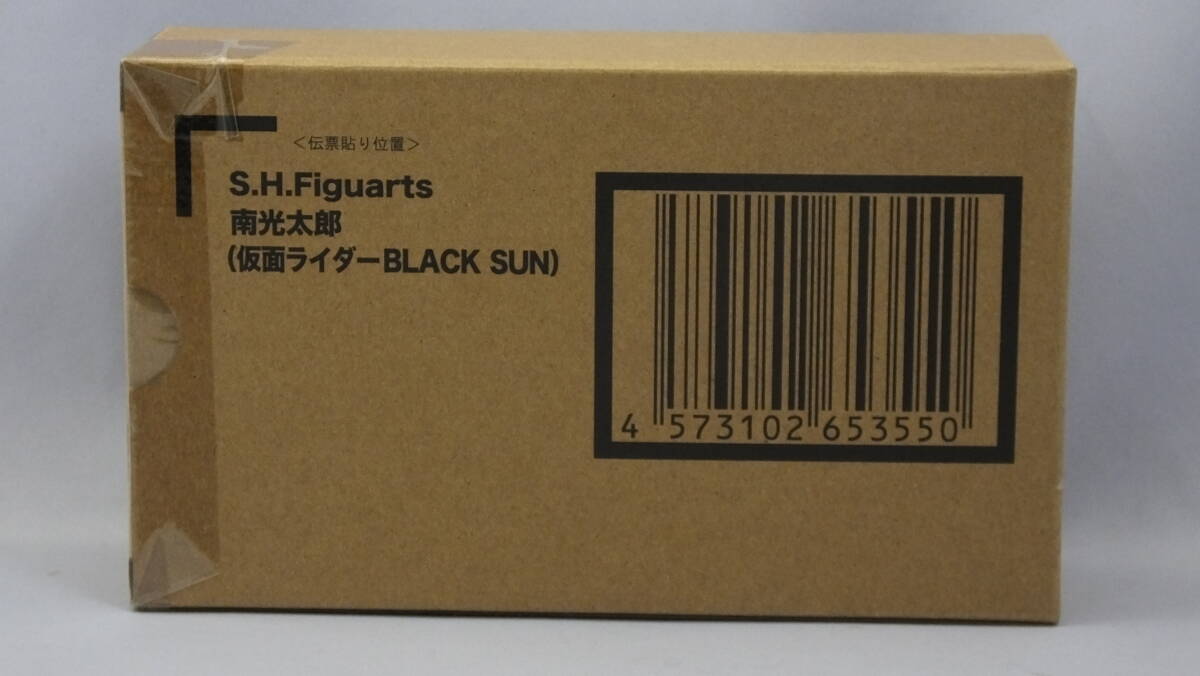 <伝票貼り位置>
S.H.Figuarts
南光太郎
(仮面ライダーBLACK SUN)
4 573102 653550